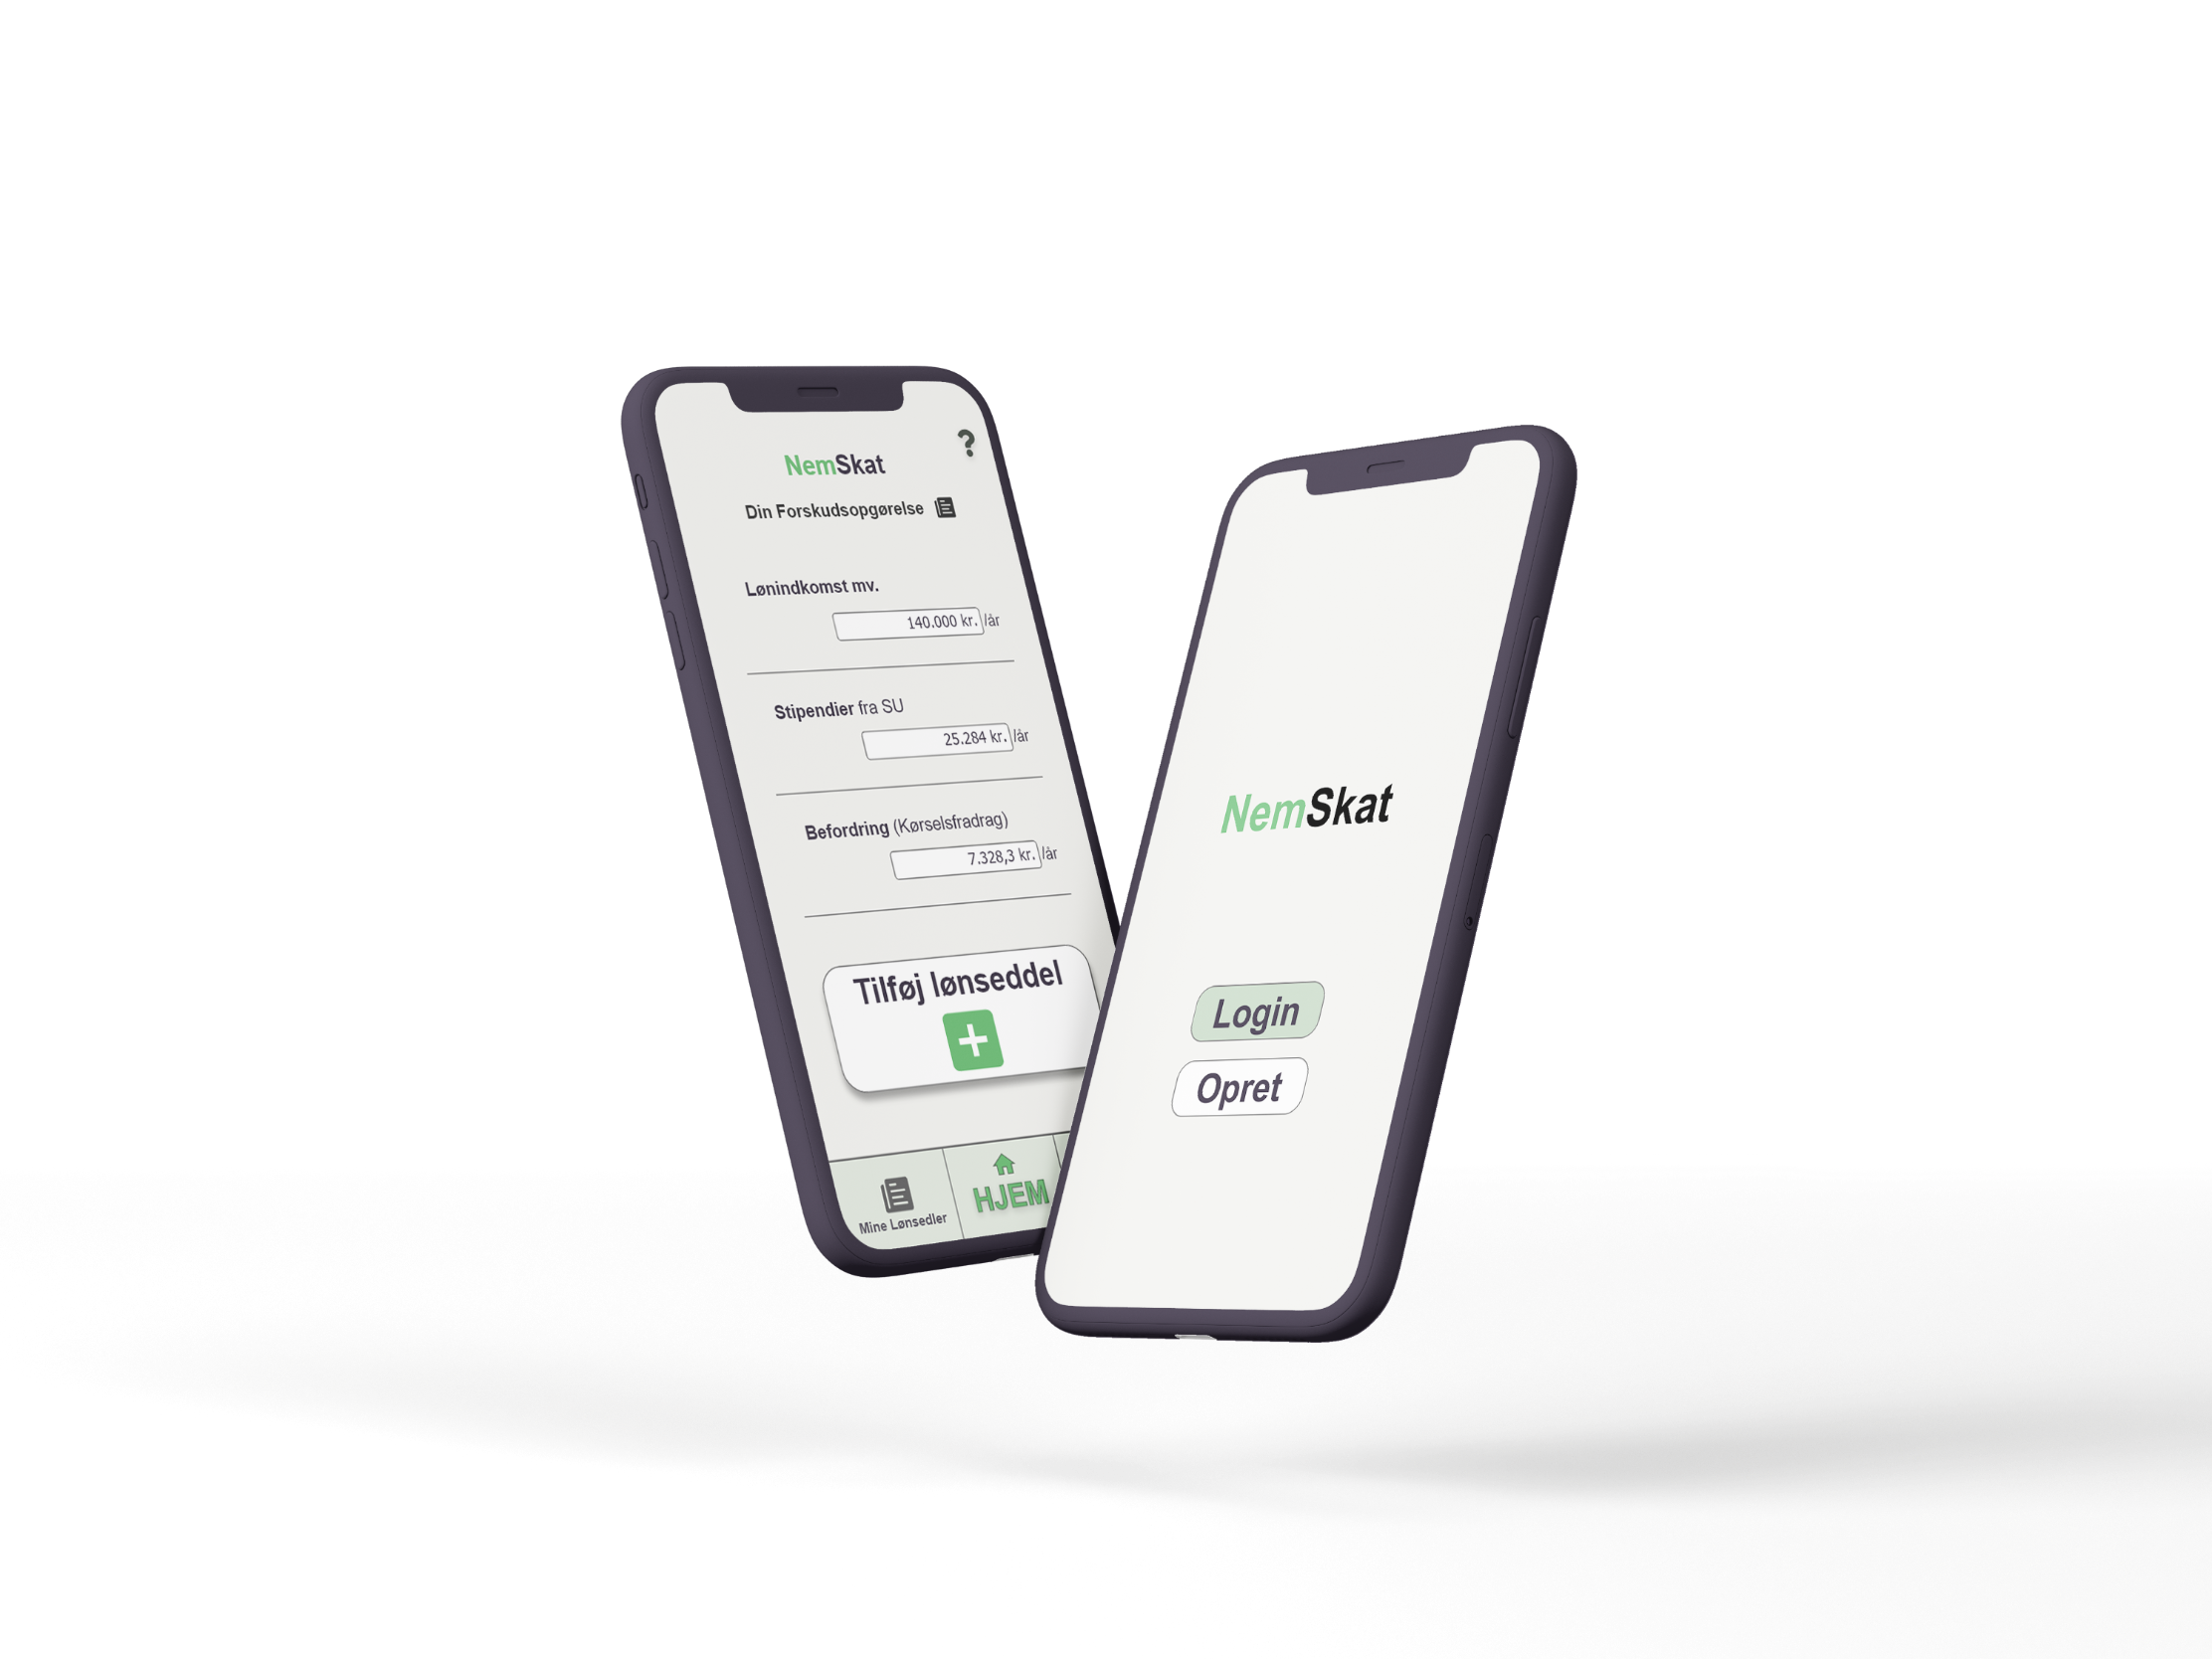 ?
NemSkat
Din Forskudsopgørelse
Lønindkomst mv.
140.000 kr. /år
Stipendier fra SU
25.284 kr. /år
Befordring (Kørselsfradrag)
7.328,3 kr. /år
Tilføj lønseddel
+
Mine Lønsedler
HJEM
NemSkat
Login
Opret